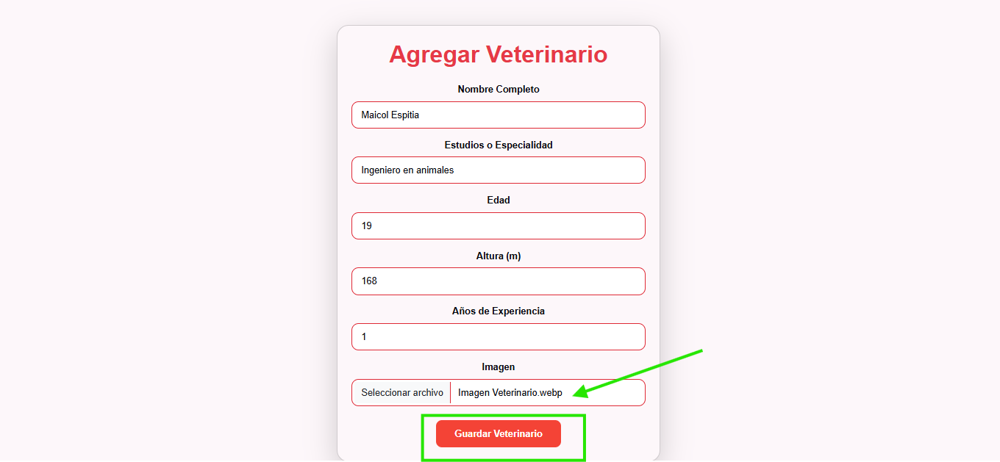 Agregar Veterinario
Nombre Completo
Maicol Espitia
Estudios o Especialidad
Ingeniero en animales
Edad
19
Altura (m)
168
Años de Experiencia
1
Imagen
Seleccionar archivo Imagen Veterinario.webp
Guardar Veterinario